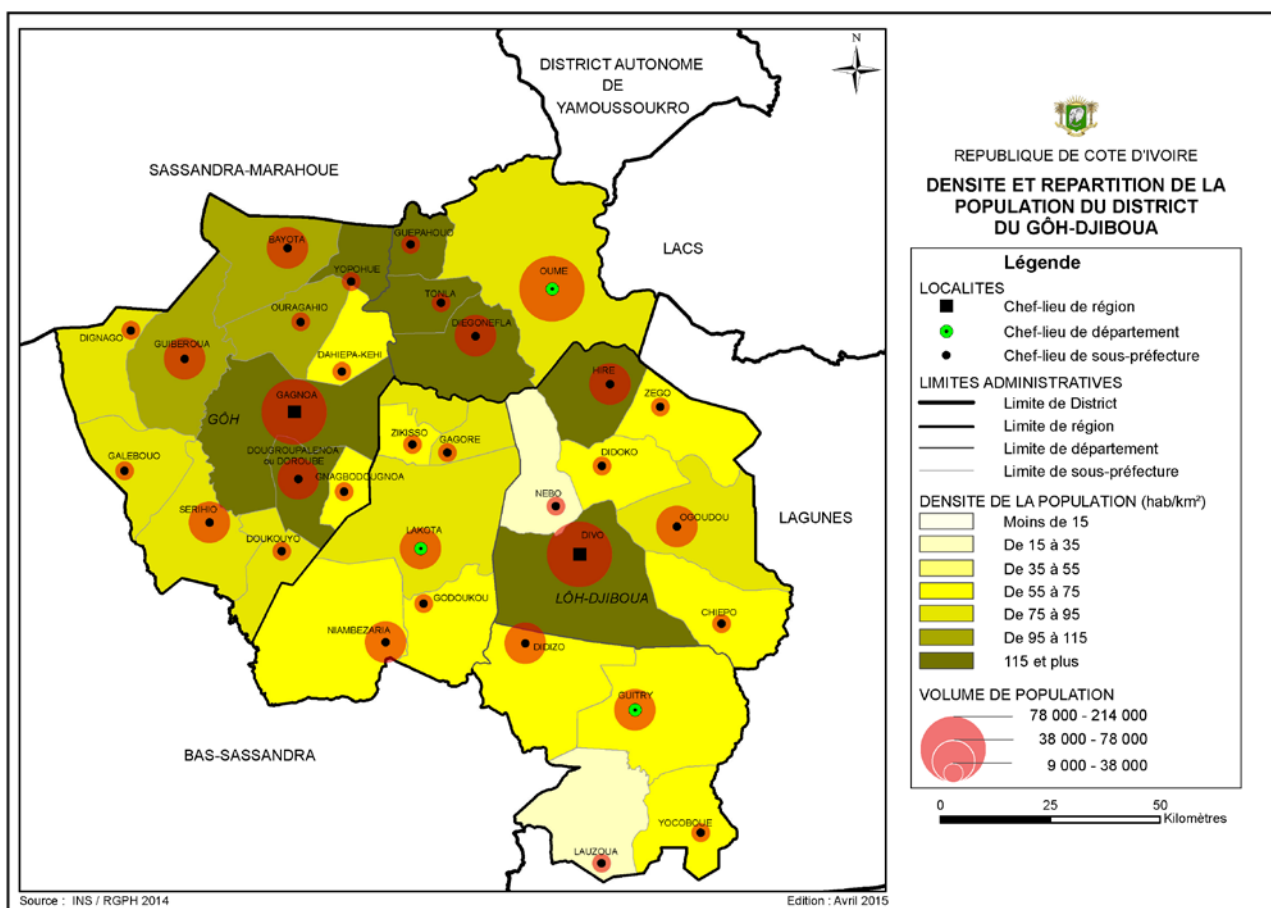 N
DISTRICT AUTONOME
DE
YAMOUSSOUKRO
SASSANDRA-MARAHOUE
LACS
GUEPAHOUO
BAYOTA
YOPOHUE
OUME
TONLA
OURAGAHIO
DIEGONEFLA
DIGNAGO
GUIBEROUA
DAHIEPA-KEHI
HIRE
GAGNOA
ZEGO
GÔH
ZIKISSO
GAGORE
DOUGROUPALENOA
ou DOROUBE
GALEBOUO
GNAGBODOUGNOA
DIDOKO
NEBO
SERIHIO
OGOUDOU
LAGUNES
LAKOTA
DIVO
DOUKOUYO
LÔH-DJIBOUA
GODOUKOU
CHIEPO
NIAMBEZARIA
DIDIZO
GUITRY
BAS-SASSANDRA
YOCOBOUE
LAUZOUA
Source : INS / RGPH 2014
Edition : Avril 2015
REPUBLIQUE DE COTE D'IVOIRE
DENSITE ET REPARTITION DE LA
POPULATION DU DISTRICT
DU GÔH-DJIBOUA
Légende
LOCALITES
Chef-lieu de région
Chef-lieu de département
Chef-lieu de sous-préfecture
LIMITES ADMINISTRATIVES
Limite de District
Limite de région
Limite de département
Limite de sous-préfecture
DENSITE DE LA POPULATION (hab/km²)
Moins de 15
De 15 à 35
De 35 à 55
De 55 à 75
De 75 à 95
De 95 à 115
115 et plus
VOLUME DE POPULATION
78 000 - 214 000
38 000 - 78 000
9 000 - 38 000
0 25 50
Kilomètres